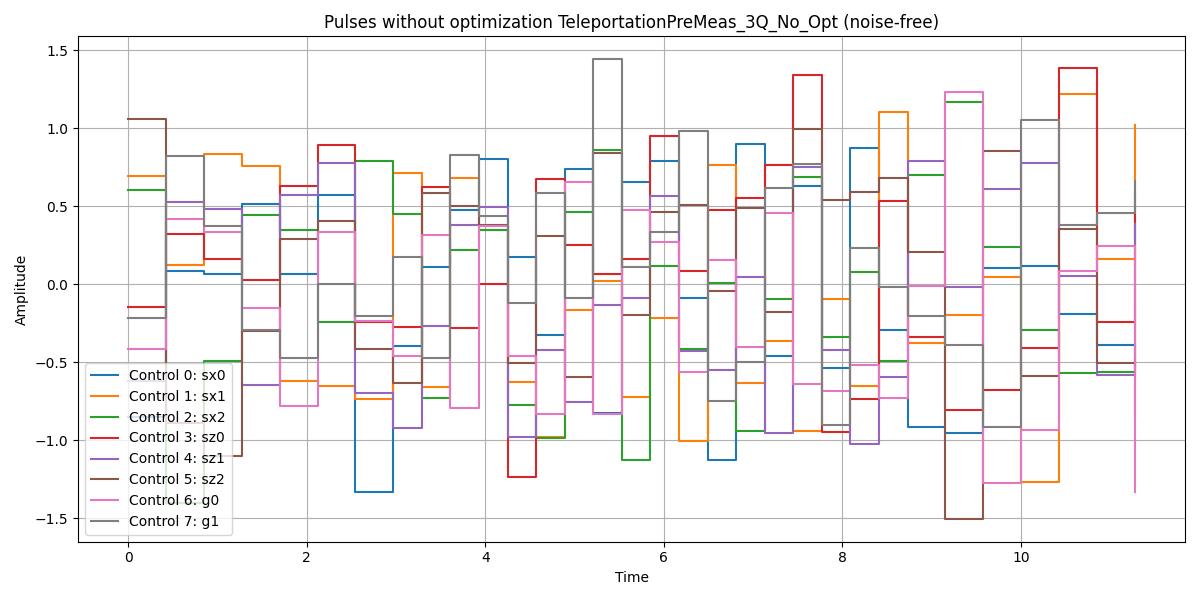 Pulses without optimization TeleportationPreMeas_3Q_No_Opt (noise-free)
Amplitude
1.5
1.0
0.5
0.0
−0.5
−1.0
−1.5
Control 0: sx0
Control 1: sx1
Control 2: sx2
Control 3: sz0
Control 4: sz1
Control 5: sz2
Control 6: g0
Control 7: g1
0 2 4 6 8 10
Time